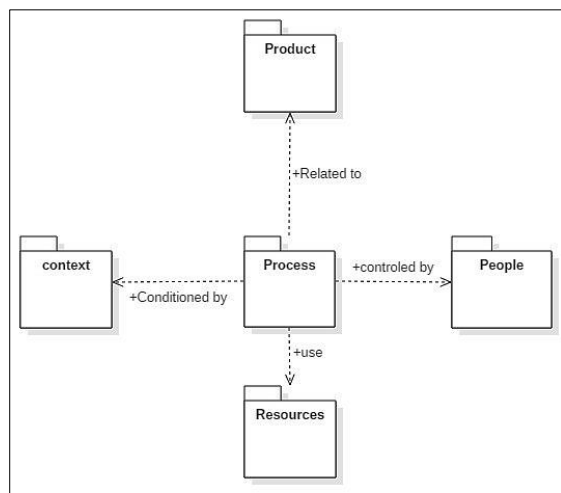 Product
+Related to
context
Process
+controled by
People
+Conditioned by
+use
Resources